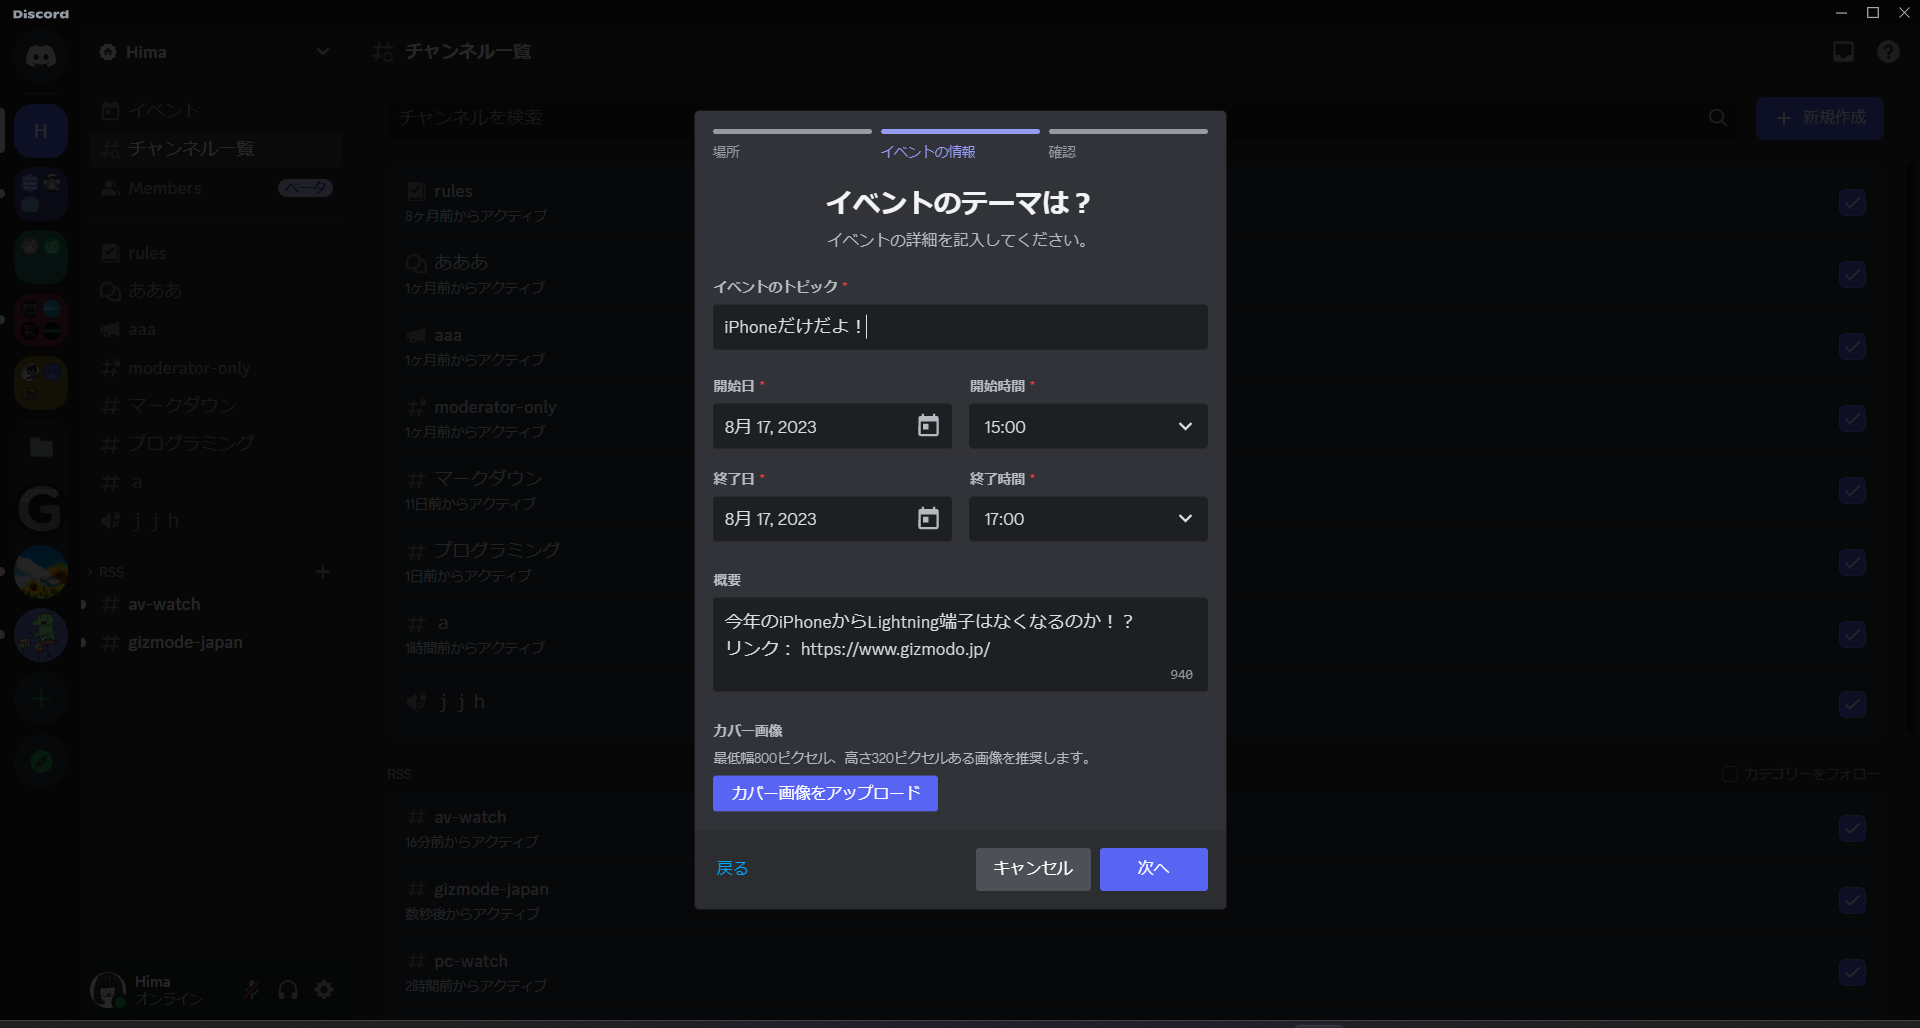 Discord
Hima
イベント
チャンネル一覧
Members ベータ
rules
あああ
aaa
moderator-only
マークダウン
プログラミング
a
ｊｊｈ
RSS
av-watch
gizmode-japan
Hima
オンライン
チャンネル一覧
チャンネルを検索
新規作成
rules
8ヶ月前からアクティブ
あああ
1ヶ月前からアクティブ
aaa
1ヶ月前からアクティブ
moderator-only
1ヶ月前からアクティブ
マークダウン
11日前からアクティブ
プログラミング
1日前からアクティブ
a
1時間前からアクティブ
ｊｊｈ
RSS
カテゴリーをフォロー
av-watch
16分前からアクティブ
gizmode-japan
数秒後からアクティブ
pc-watch
2時間前からアクティブ
場所 イベントの情報 確認
イベントのテーマは？
イベントの詳細を記入してください。
イベントのトピック *
iPhoneだけだよ！
開始日 * 開始時間 *
8月 17, 2023 15:00
終了日 * 終了時間 *
8月 17, 2023 17:00
概要
今年のiPhoneからLightning端子はなくなるのか！？
リンク： https://www.gizmodo.jp/
940
カバー画像
最低幅800ピクセル、高さ320ピクセルある画像を推奨します。
カバー画像をアップロード
戻る キャンセル 次へ
H
G